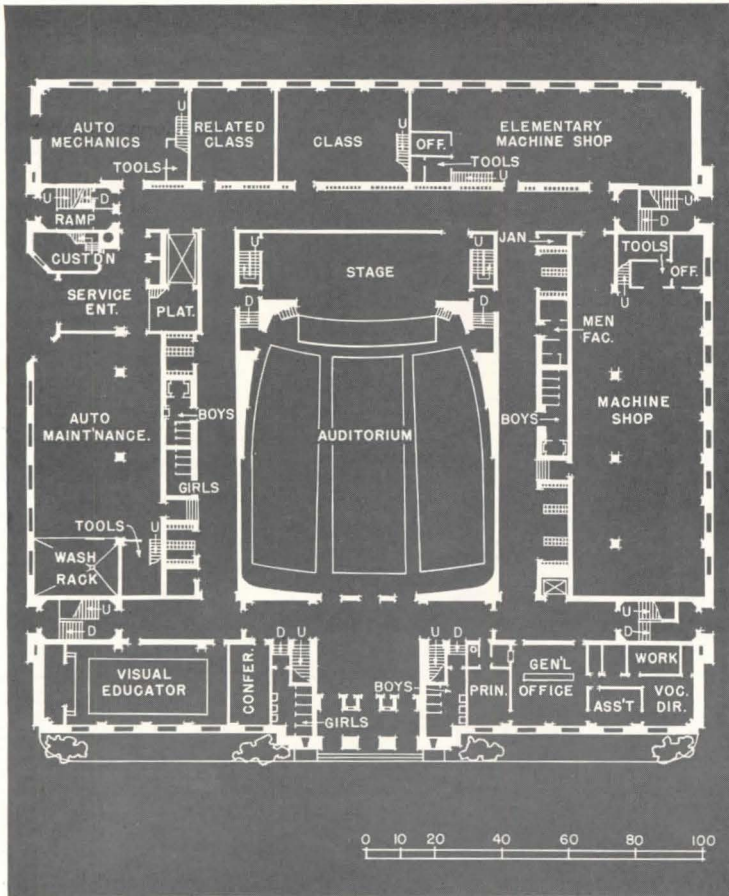 AUTO
MECHANICS
U
RELATED
CLASS
CLASS
U
OFF.
ELEMENTARY
MACHINE SHOP
TOOLS
TOOLS
U
U
D
RAMP
D
U
CUST'D'N
SERVICE
ENT.
PLAT.
U
STAGE
U
JAN
TOOLS
OFF.
U
D
D
MEN
FAC.
AUTO
MAINT'NANCE.
BOYS
AUDITORIUM
BOYS
MACHINE
SHOP
GIRLS
TOOLS
U
WASH
RACK
U
D
U
D
VISUAL
EDUCATOR
CONFER.
D
U
U
D
BOYS
GIRLS
PRIN.
GEN'L
OFFICE
WORK
ASS'T
VOC.
DIR.
0 10 20 40 60 80 100